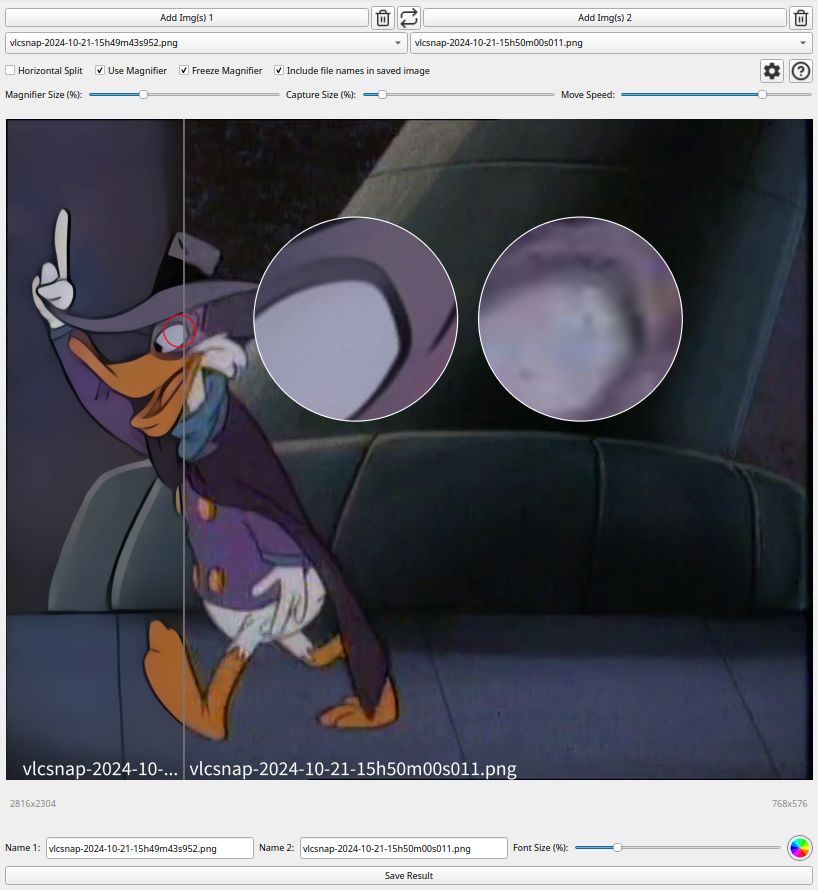 Add Img(s) 1
Add Img(s) 2
vlcsnap-2024-10-21-15h49m43s952.png
vlcsnap-2024-10-21-15h50m00s011.png
Horizontal Split
Use Magnifier
Freeze Magnifier
Include file names in saved image
Magnifier Size (%):
Capture Size (%):
Move Speed:
vlcsnap-2024-10-...
vlcsnap-2024-10-21-15h50m00s011.png
2816x2304
768x576
Name 1:
vlcsnap-2024-10-21-15h49m43s952.png
Name 2:
vlcsnap-2024-10-21-15h50m00s011.png
Font Size (%):
Save Result